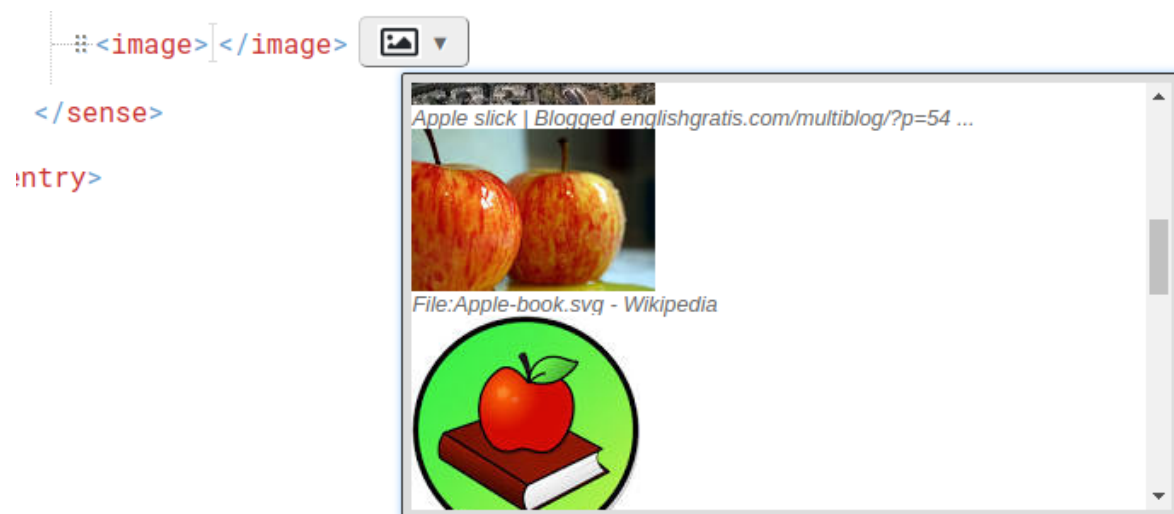 <image> </image>
</sense>
entry>
Apple slick | Blogged englishgratis.com/multiblog/?p=54 ...
File:Apple-book.svg - Wikipedia